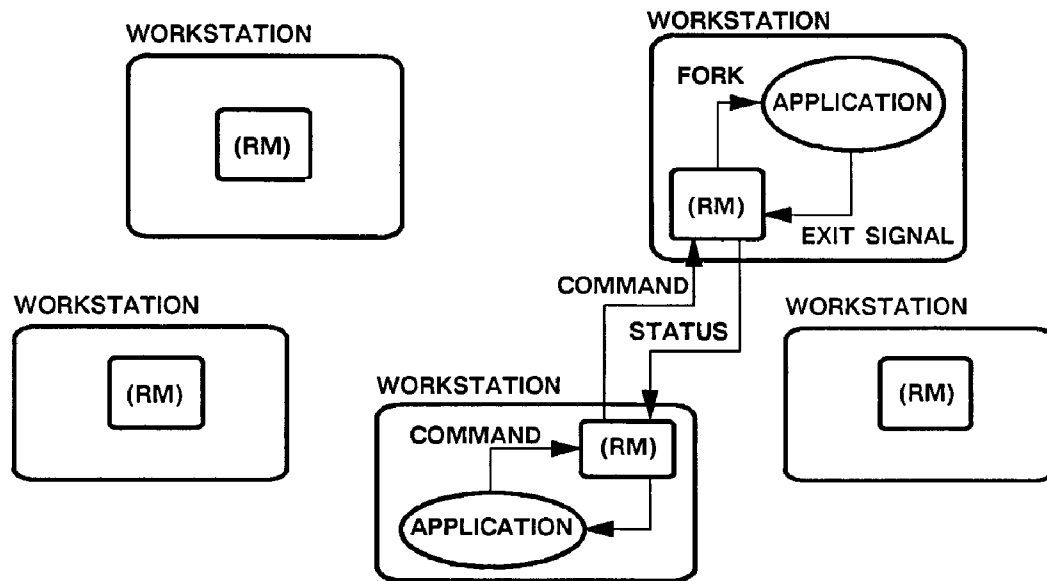 WORKSTATION
(RM)
WORKSTATION
FORK
APPLICATION
(RM)
EXIT SIGNAL
COMMAND
STATUS
WORKSTATION
(RM)
WORKSTATION
COMMAND
(RM)
APPLICATION
WORKSTATION
(RM)